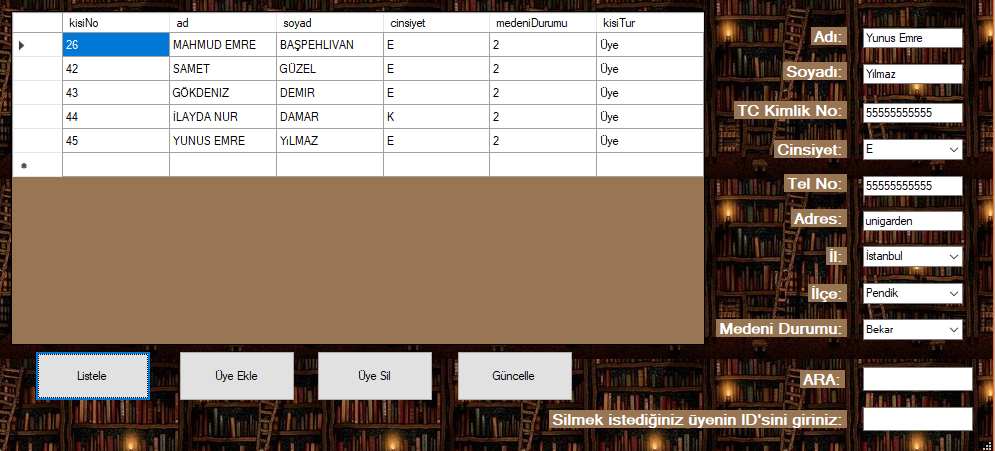 kisiNo ad soyad cinsiyet medeniDurumu kisiTur
26 MAHMUD EMRE BAŞPEHLIVAN E 2 Üye
42 SAMET GÜZEL E 2 Üye
43 GÖKDENIZ DEMIR E 2 Üye
44 iLAYDA NUR DAMAR K 2 Üye
45 YUNUS EMRE YıLMAZ E 2 Üye
Adı: Yunus Emre
Soyadı: Yılmaz
TC Kimlik No: 55555555555
Cinsiyet: E
Tel No: 55555555555
Adres: unigarden
İl: İstanbul
İlçe: Pendik
Medeni Durumu: Bekar
Listele Üye Ekle Üye Sil Güncelle
ARA:
Silmek istediğiniz üyenin ID'sini giriniz: